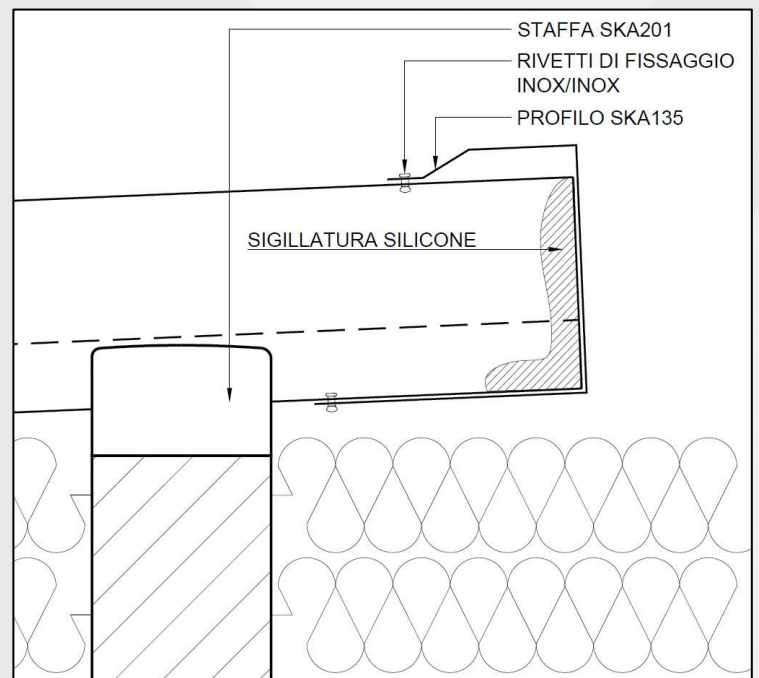 STAFFA SKA201
RIVETTI DI FISSAGGIO
INOX/INOX
PROFILO SKA135
SIGILLATURA SILICONE